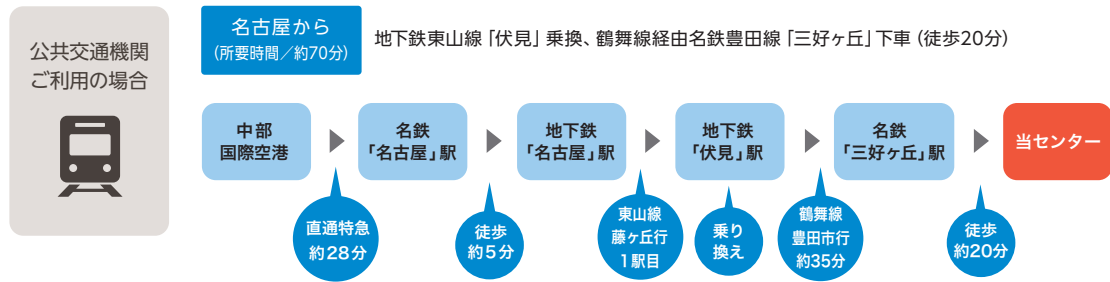 公共交通機関
ご利用の場合
名古屋から
(所要時間／約70分)
地下鉄東山線「伏見」乗換、鶴舞線経由名鉄豊田線「三好ヶ丘」下車(徒歩20分)
中部
国際空港
名鉄
「名古屋」駅
地下鉄
「名古屋」駅
地下鉄
「伏見」駅
名鉄
「三好ヶ丘」駅
当センター
直通特急
約28分
徒歩
約5分
東山線
藤ヶ丘行
1駅目
乗り
換え
鶴舞線
豊田市行
約35分
徒歩
約20分